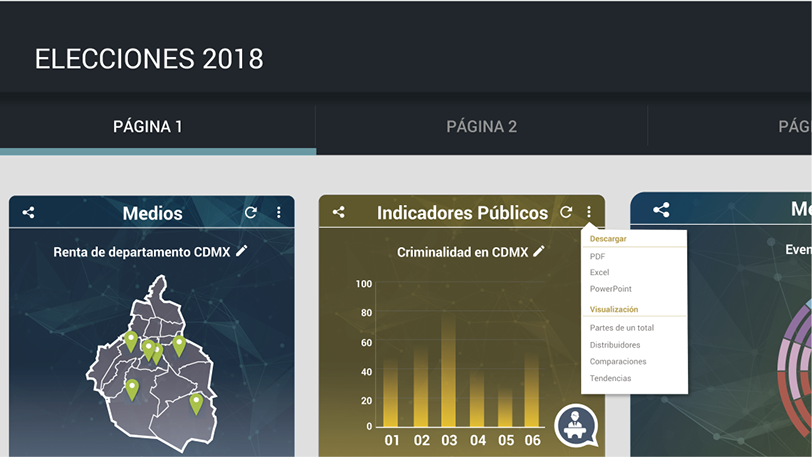 ELECCIONES 2018
PÁGINA 1
PÁGINA 2
PÁG
Medios
Renta de departamento CDMX
Indicadores Públicos
Criminalidad en CDMX
100
80
60
40
20
0
01 02 03 04 05 06
Descargar
PDF
Excel
PowerPoint
Visualización
Partes de un total
Distribuidores
Comparaciones
Tendencias
Me
Even